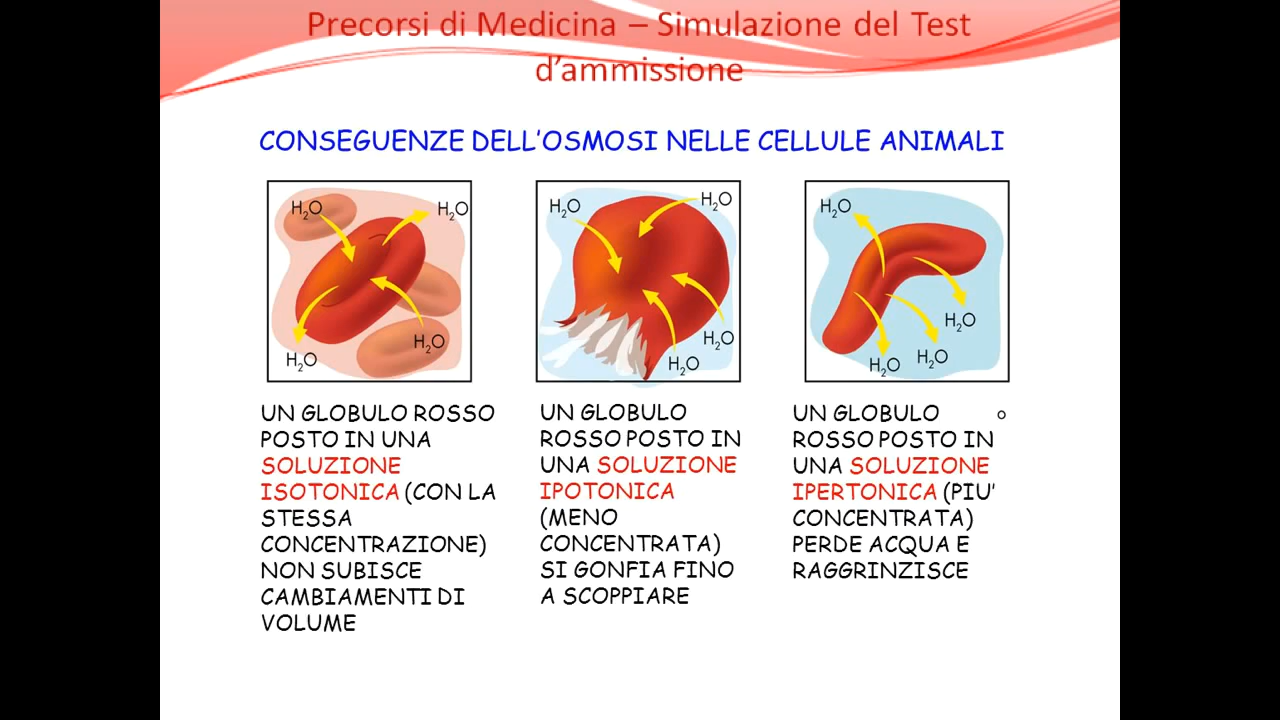 Precorsi di Medicina – Simulazione del Test
d'ammissione
CONSEGUENZE DELL'OSMOSI NELLE CELLULE ANIMALI
H₂O
H₂O
H₂O
H₂O
H₂O
H₂O
H₂O
H₂O
H₂O
H₂O
H₂O
H₂O
UN GLOBULO ROSSO
POSTO IN UNA
SOLUZIONE
ISOTONICA (CON LA
STESSA
CONCENTRAZIONE)
NON SUBISCE
CAMBIAMENTI DI
VOLUME
UN GLOBULO
ROSSO POSTO IN
UNA SOLUZIONE
IPOTONICA
(MENO
CONCENTRATA)
SI GONFIA FINO
A SCOPPIARE
UN GLOBULO
ROSSO POSTO IN
UNA SOLUZIONE
IPERTONICA (PIU'
CONCENTRATA)
PERDE ACQUA E
RAGGRINZISCE